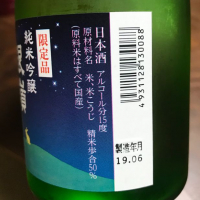 限定品
純米吟醸
日本酒 アルコール分15度
原材料名 米、米こうじ 精米歩合50%
(原料米はすべて国産)
4931128130088
製造年月
19.06